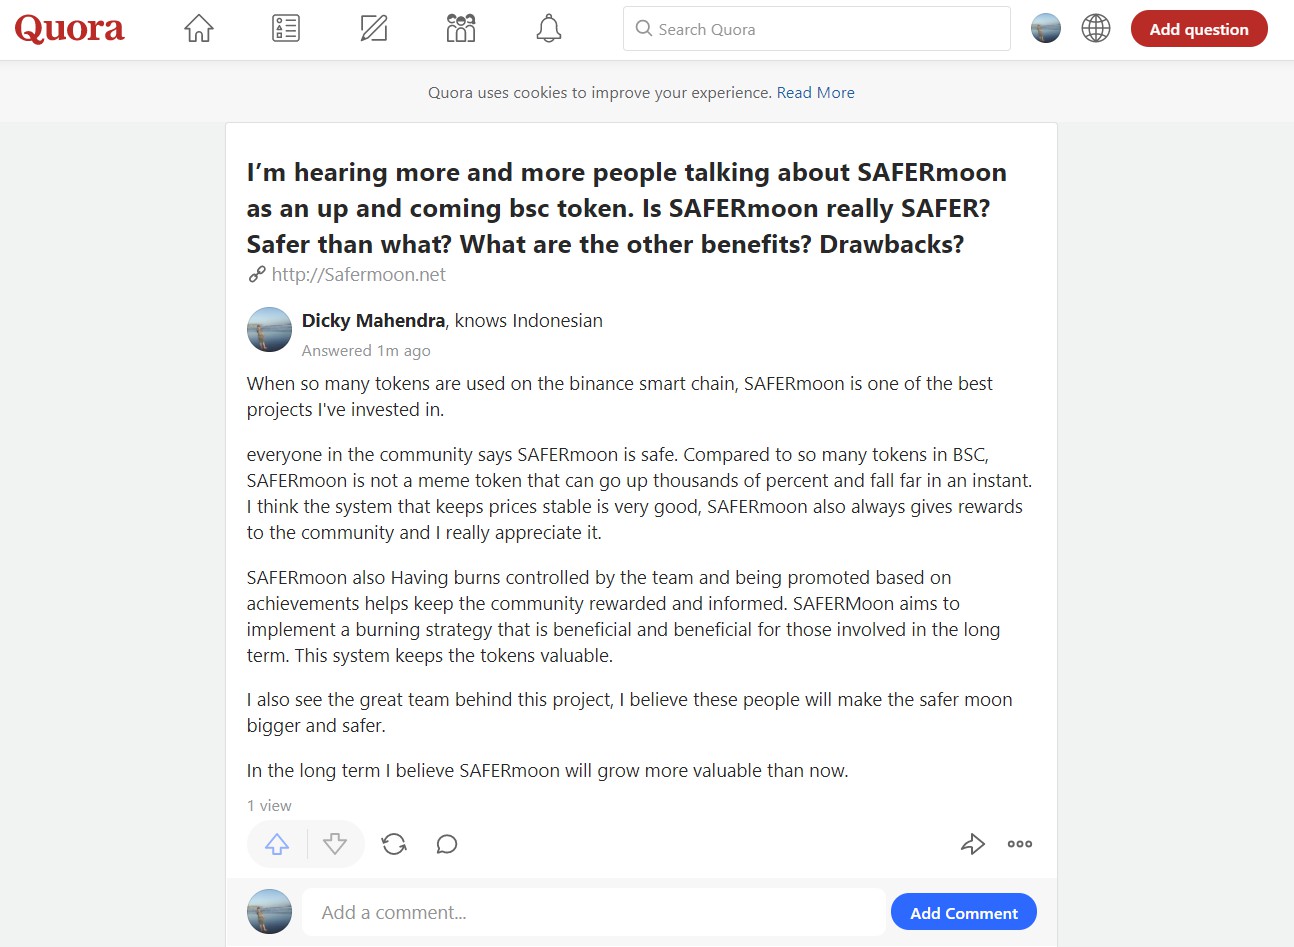 Quora
Search Quora
Add question
Quora uses cookies to improve your experience. Read More
I’m hearing more and more people talking about SAFERmoon
as an up and coming bsc token. Is SAFERmoon really SAFER?
Safer than what? What are the other benefits? Drawbacks?
http://Safermoon.net
Dicky Mahendra, knows Indonesian
Answered 1m ago
When so many tokens are used on the binance smart chain, SAFERmoon is one of the best
projects I've invested in.
everyone in the community says SAFERmoon is safe. Compared to so many tokens in BSC,
SAFERmoon is not a meme token that can go up thousands of percent and fall far in an instant.
I think the system that keeps prices stable is very good, SAFERmoon also always gives rewards
to the community and I really appreciate it.
SAFERmoon also Having burns controlled by the team and being promoted based on
achievements helps keep the community rewarded and informed. SAFERMoon aims to
implement a burning strategy that is beneficial and beneficial for those involved in the long
term. This system keeps the tokens valuable.
I also see the great team behind this project, I believe these people will make the safer moon
bigger and safer.
In the long term I believe SAFERmoon will grow more valuable than now.
1 view
Add a comment...
Add Comment